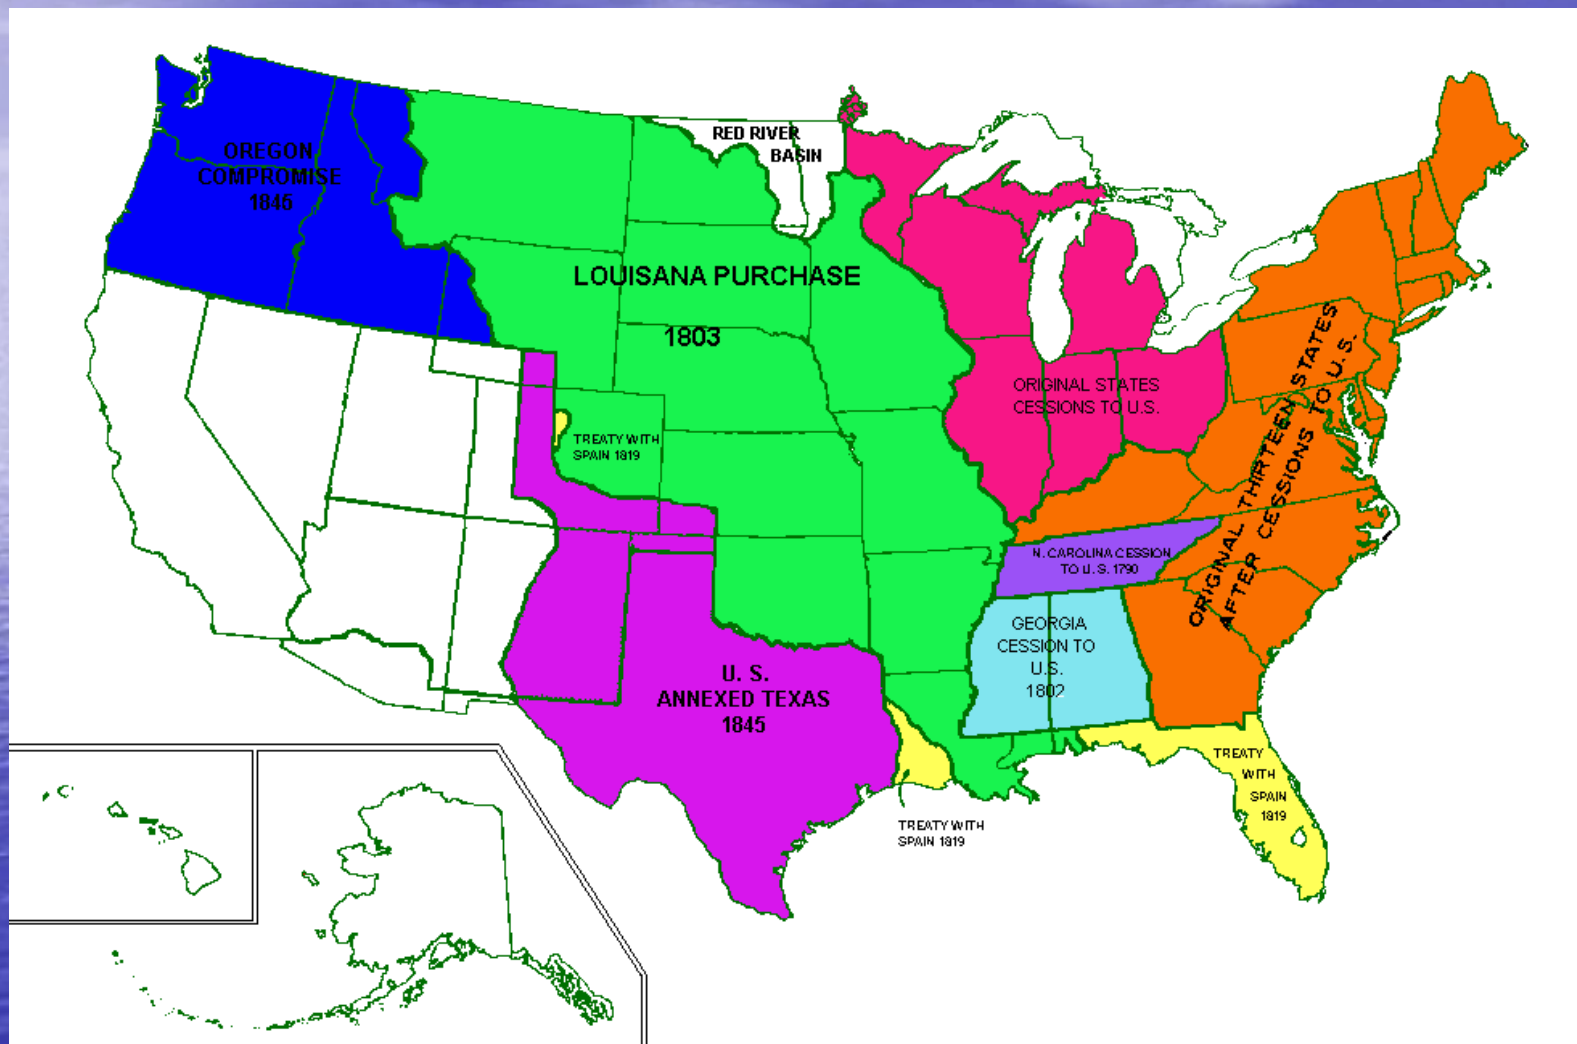 OREGON
COMPROMISE
1845
RED RIVER
BASIN
LOUISANA PURCHASE
1803
ORIGINAL STATES
CESSIONS TO U.S.
ORIGINAL THIRTEEN STATES
AFTER CESSIONS TO U.S.
TREATY WITH
SPAIN 1819
N. CAROLINA CESSION
TO U. S. 1790
GEORGIA
CESSION TO
U.S.
1802
U. S.
ANNEXED TEXAS
1845
TREATY
WITH
SPAIN
1819
TREATY WITH
SPAIN 1819